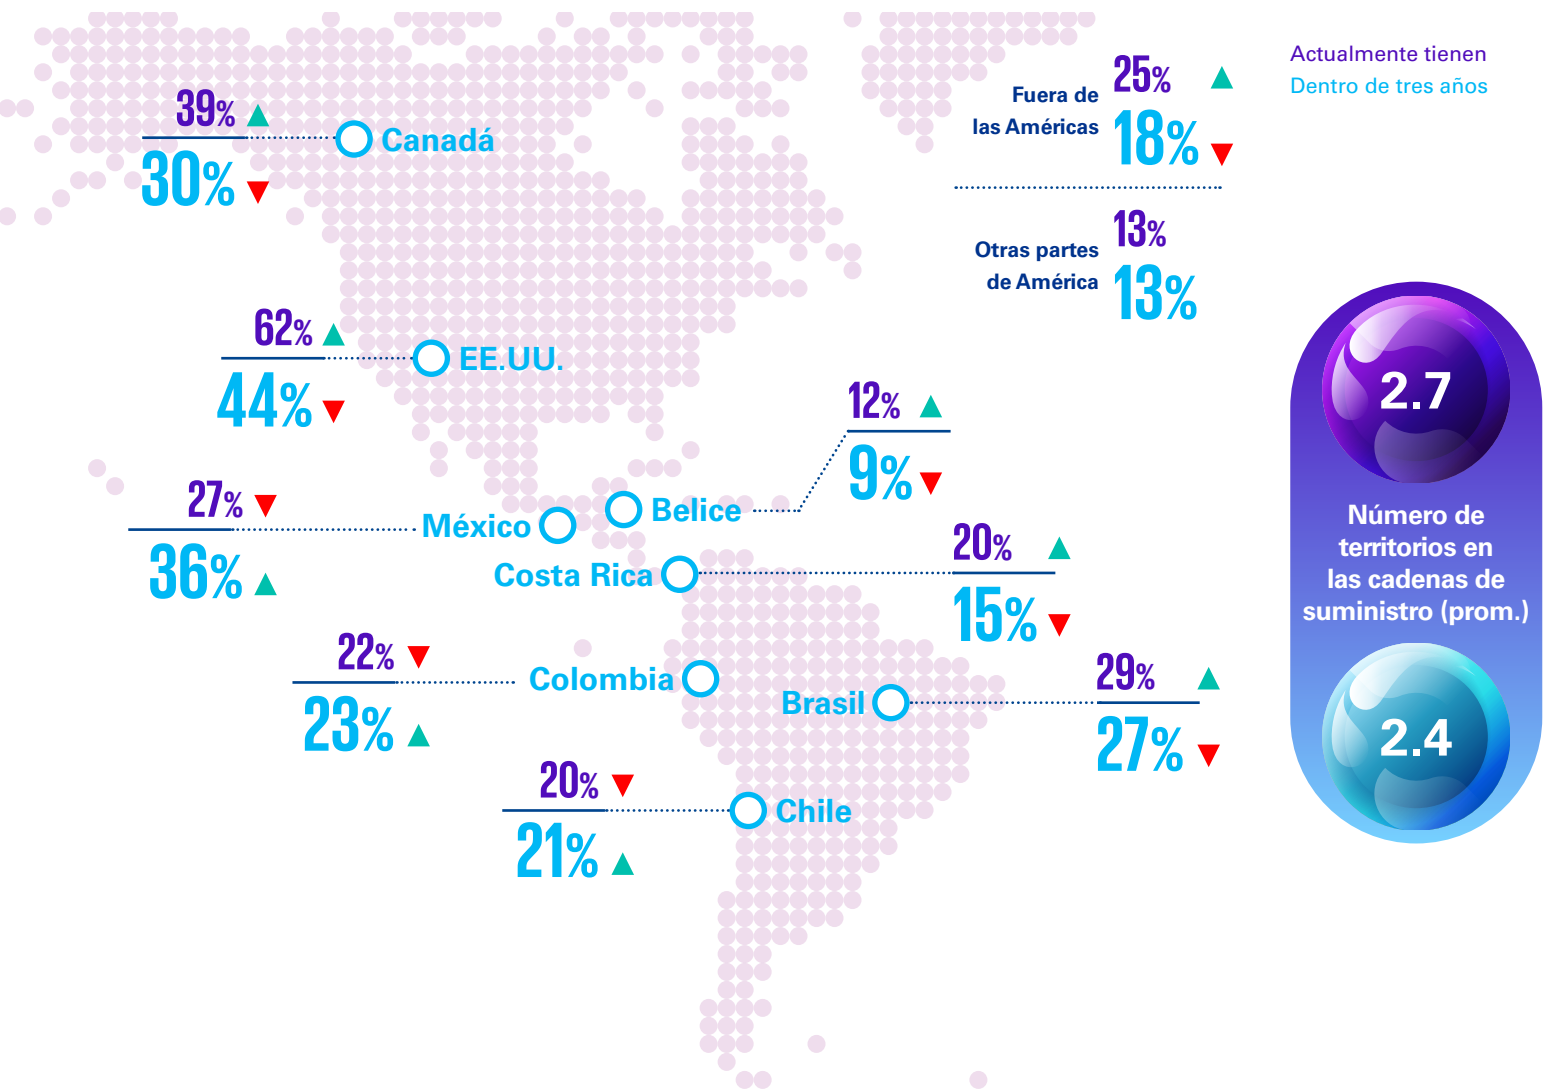 Actualmente tienen
Dentro de tres años
Fuera de
las Américas
25%
18%
Otras partes
de América
13%
13%
39%
30%
Canadá
62%
44%
EE.UU.
12%
9%
Belice
27%
36%
México
20%
15%
Costa Rica
22%
23%
Colombia
29%
27%
Brasil
20%
21%
Chile
2.7
Número de
territorios en
las cadenas de
suministro (prom.)
2.4